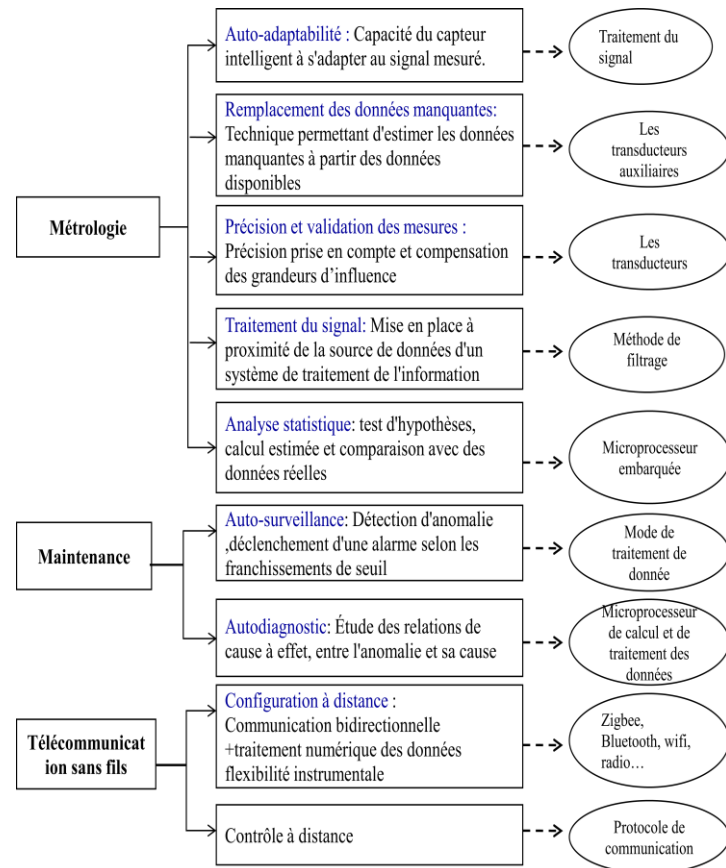 Auto-adaptabilité : Capacité du capteur
intelligent à s'adapter au signal mesuré.
Traitement du
signal
Remplacement des données manquantes:
Technique permettant d'estimer les données
manquantes à partir des données
disponibles
Les
transducteurs
auxiliaires
Métrologie
Précision et validation des mesures :
Précision prise en compte et compensation
des grandeurs d’influence
Les
transducteurs
Traitement du signal: Mise en place à
proximité de la source de données d'un
système de traitement de l'information
Méthode de
filtrage
Analyse statistique: test d'hypothèses,
calcul estimée et comparaison avec des
données réelles
Microprocesseur
embarquée
Maintenance
Auto-surveillance: Détection d'anomalie
,déclenchement d'une alarme selon les
franchissements de seuil
Mode de
traitement de
donnée
Autodiagnostic: Étude des relations de
cause à effet, entre l'anomalie et sa cause
Microprocesseur
de calcul et de
traitement des
données
Télécommunicat
ion sans fils
Configuration à distance :
Communication bidirectionnelle
+traitement numérique des données
flexibilité instrumentale
Zigbee,
Bluetooth, wifi,
radio…
Contrôle à distance
Protocole de
communication